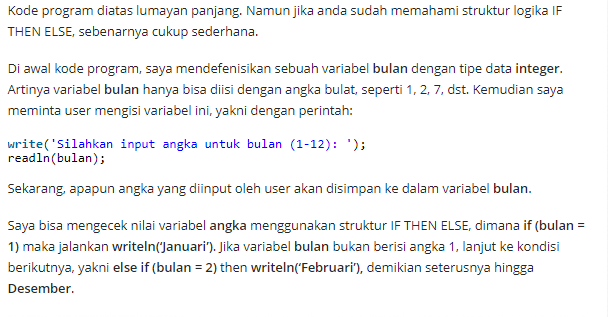 Kode program diatas lumayan panjang. Namun jika anda sudah memahami struktur logika IF
THEN ELSE, sebenarnya cukup sederhana.
Di awal kode program, saya mendefenisikan sebuah variabel bulan dengan tipe data integer.
Artinya variabel bulan hanya bisa diisi dengan angka bulat, seperti 1, 2, 7, dst. Kemudian saya
meminta user mengisi variabel ini, yakni dengan perintah:
write('Silahkan input angka untuk bulan (1-12): ');
readln(bulan);
Sekarang, apapun angka yang diinput oleh user akan disimpan ke dalam variabel bulan.
Saya bisa mengecek nilai variabel angka menggunakan struktur IF THEN ELSE, dimana if (bulan =
1) maka jalankan writeln(‘Januari’). Jika variabel bulan bukan berisi angka 1, lanjut ke kondisi
berikutnya, yakni else if (bulan = 2) then writeln(‘Februari’), demikian seterusnya hingga
Desember.